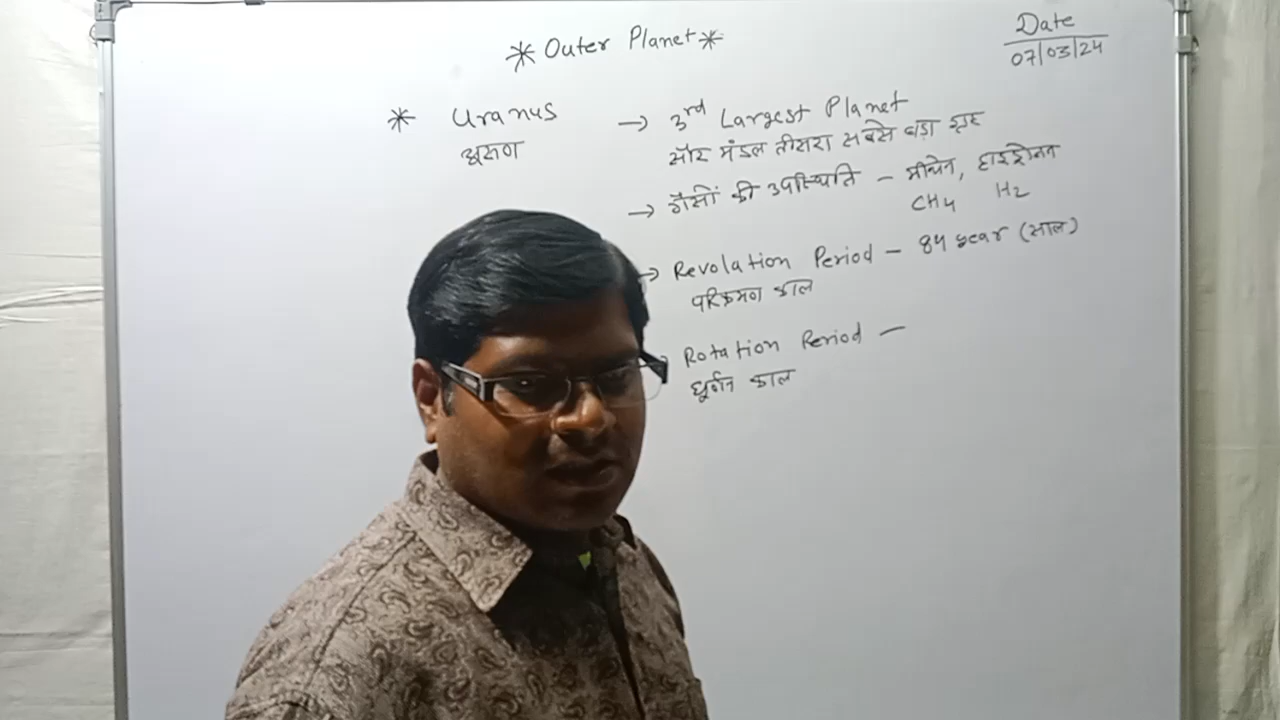 * Outer Planet *
Date
07/03/24
* Uranus
अरुण
→ 3rd Largest Planet
सौर मंडल तीसरा सबसे बड़ा ग्रह
→ गैसों की उपस्थिति - मीथेन, हाइड्रोजन
CH4 H2
→ Revolation Period - 84 year (साल)
परिक्रमण काल
Rotation Period -
घूर्णन काल